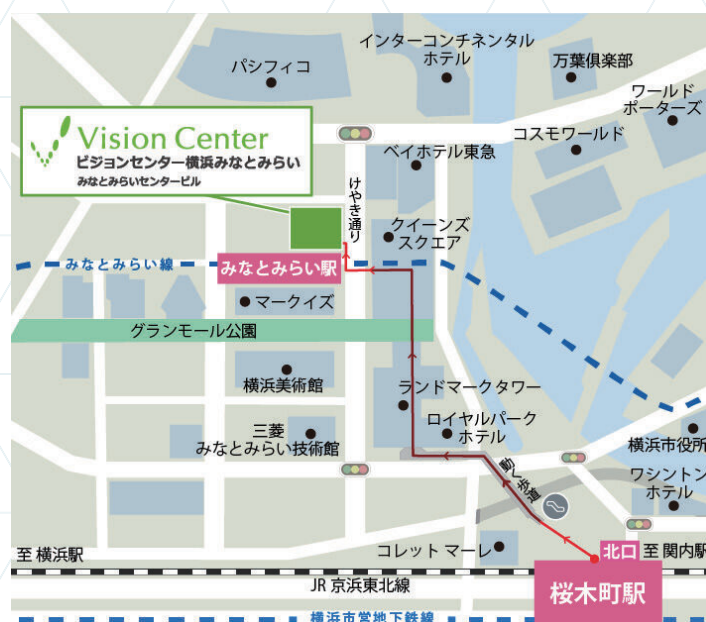 インターコンチネンタル
ホテル
パシフィコ
万葉倶楽部
ワールド
ポーターズ
Vision Center
ビジョンセンター横浜みなとみらい
みなとみらいセンタービル
コスモワールド
ベイホテル東急
けやき通り
クイーンズ
スクエア
みなとみらい線
みなとみらい駅
マークイズ
グランモール公園
横浜美術館
ランドマークタワー
三菱
みなとみらい技術館
ロイヤルパーク
ホテル
横浜市役所
動く歩道
ワシントン
ホテル
至 横浜駅
コレット マーレ
北口
至 関内駅
JR 京浜東北線
桜木町駅
横浜市営地下鉄線